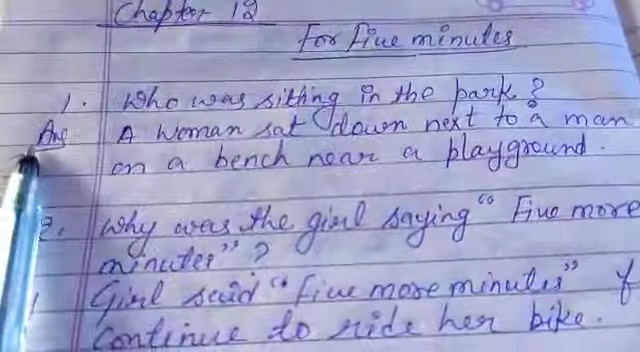 Chapter 12
For Five minutes
1. Who was sitting in the park?
Ans A Woman sat down next to a man
on a bench near a playground.
2. Why was the girl saying "Five more
minutes"?
Girl said "Five more minutes"
continue to ride her bike.